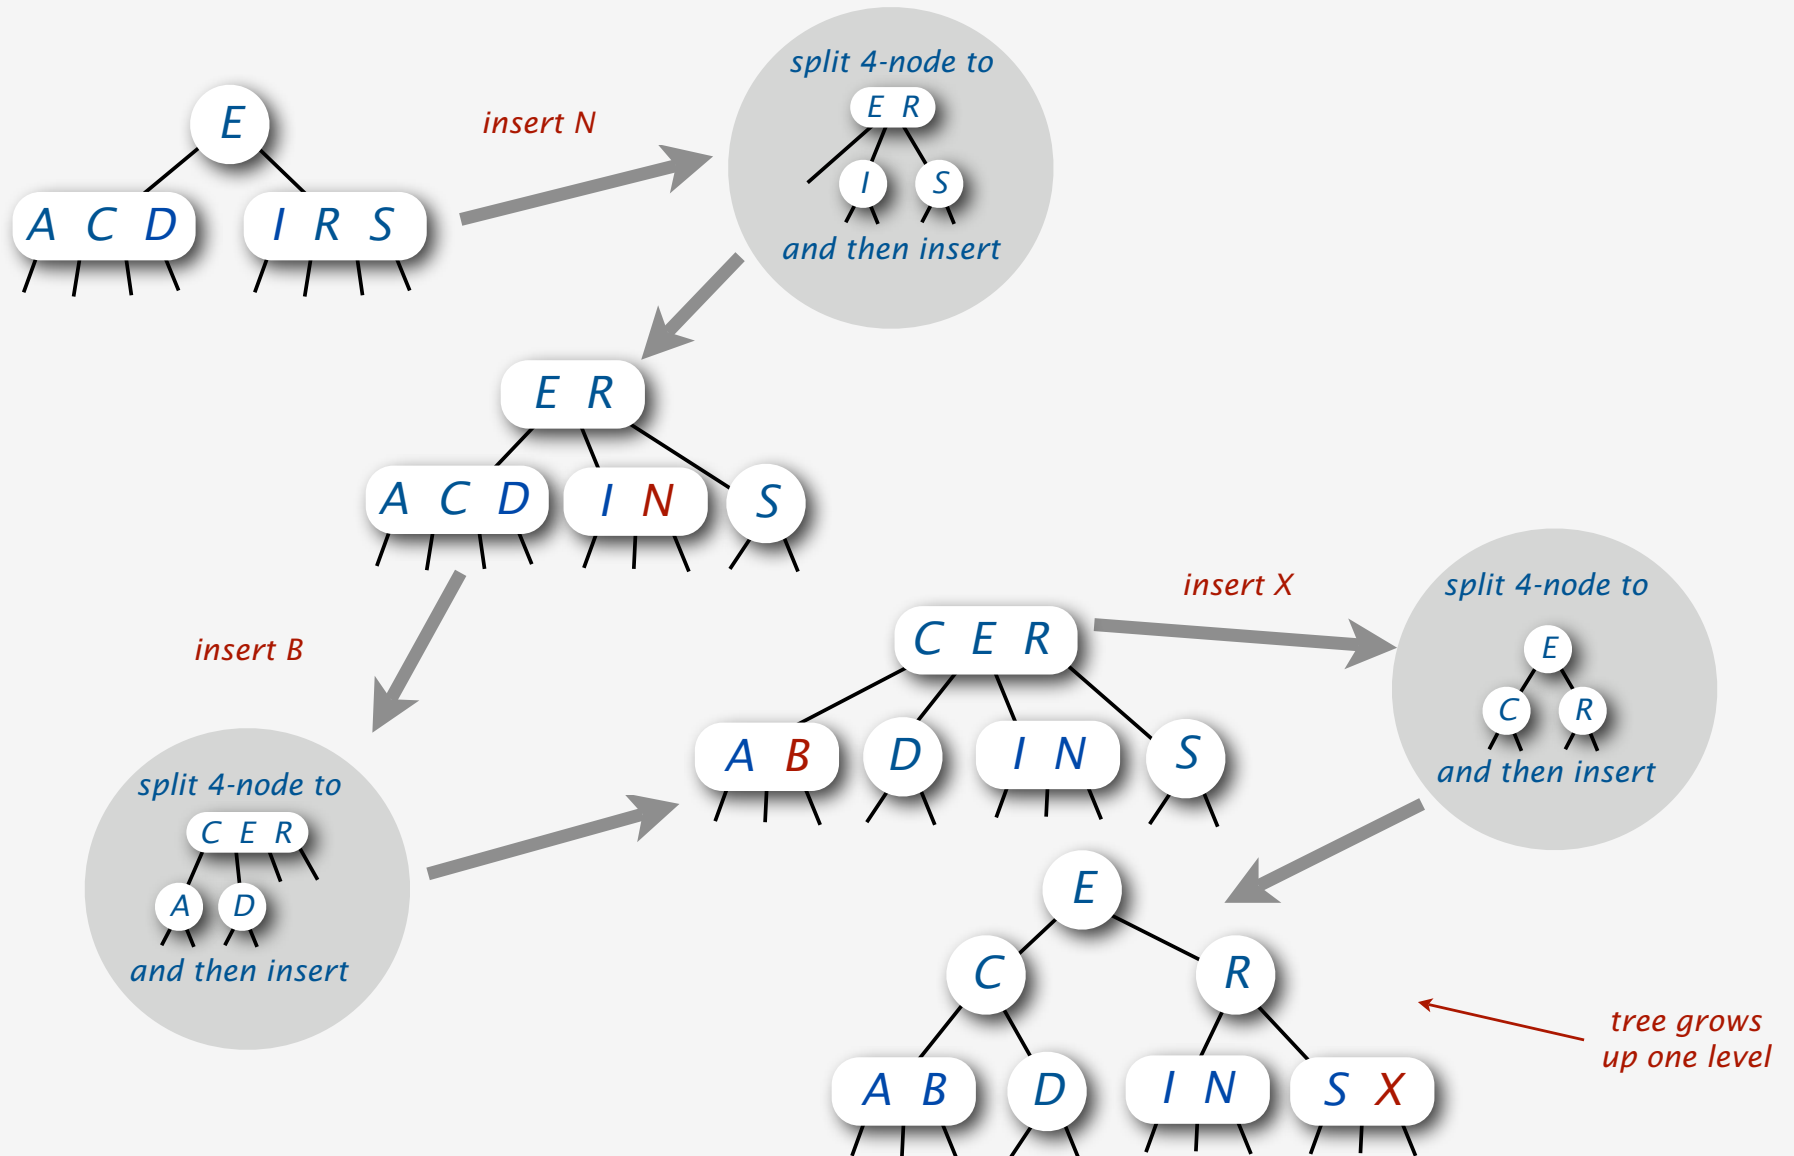 E
A C D
I R S
insert N
split 4-node to
E R
I
S
and then insert
E R
A C D
I N
S
insert B
split 4-node to
C E R
A
D
and then insert
C E R
A B
D
I N
S
insert X
split 4-node to
E
C
R
and then insert
E
C
R
A B
D
I N
S X
tree grows
up one level